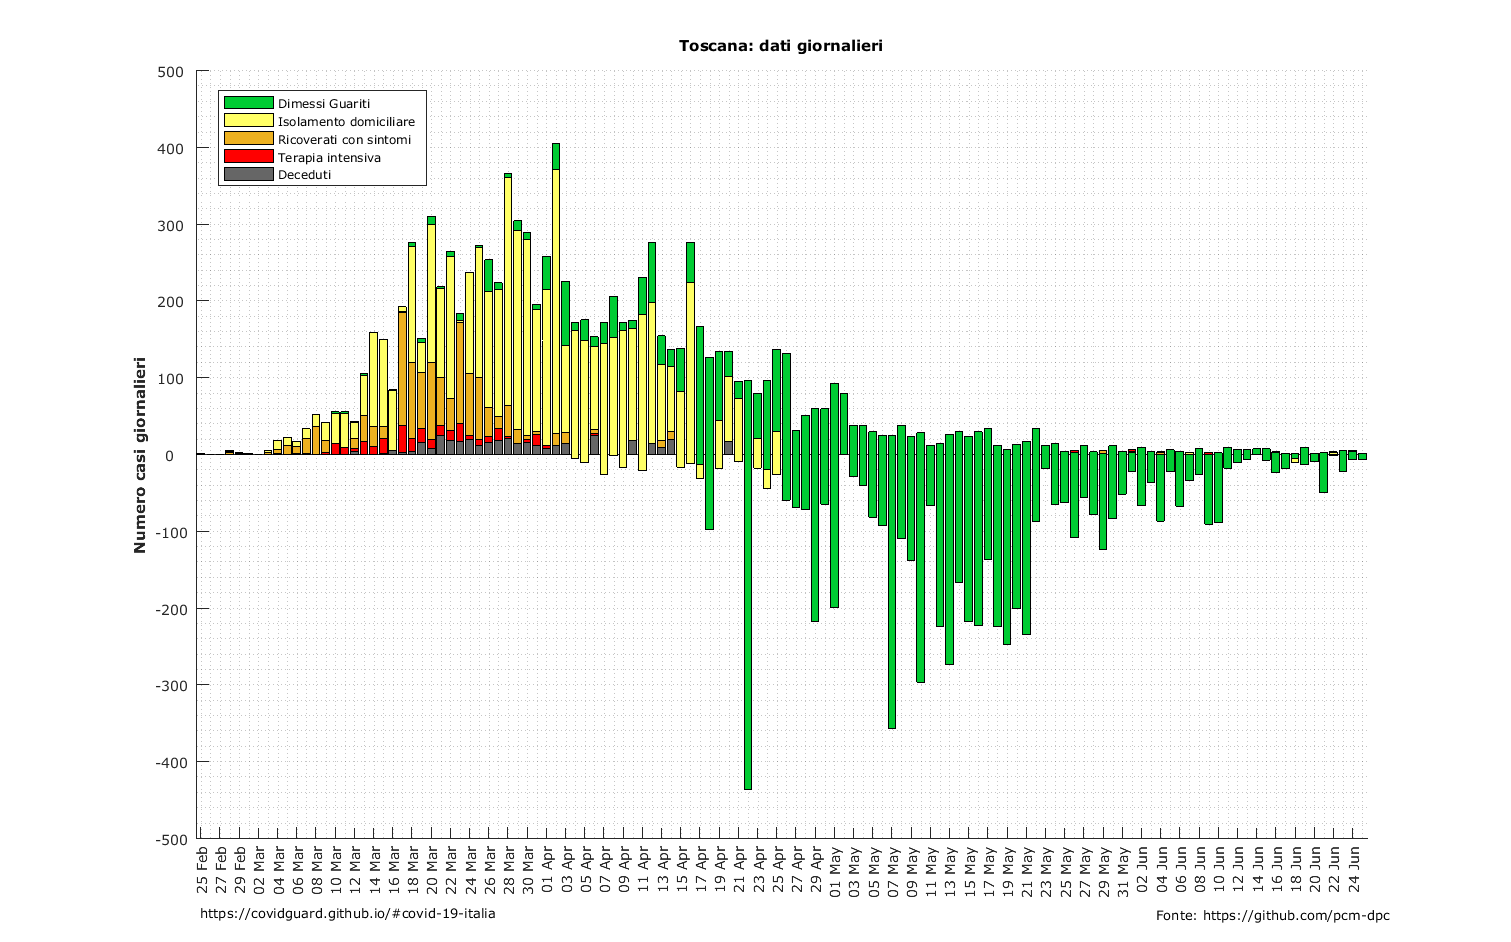 Toscana: dati giornalieri
500
400
300
200
100
0
-100
-200
-300
-400
-500
Numero casi giornalieri
Dimessi Guariti
Isolamento domiciliare
Ricoverati con sintomi
Terapia intensiva
Deceduti
25 Feb
27 Feb
29 Feb
02 Mar
04 Mar
06 Mar
08 Mar
10 Mar
12 Mar
14 Mar
16 Mar
18 Mar
20 Mar
22 Mar
24 Mar
26 Mar
28 Mar
30 Mar
01 Apr
03 Apr
05 Apr
07 Apr
09 Apr
11 Apr
13 Apr
15 Apr
17 Apr
19 Apr
21 Apr
23 Apr
25 Apr
27 Apr
29 Apr
01 May
03 May
05 May
07 May
09 May
11 May
13 May
15 May
17 May
19 May
21 May
23 May
25 May
27 May
29 May
31 May
02 Jun
04 Jun
06 Jun
08 Jun
10 Jun
12 Jun
14 Jun
16 Jun
18 Jun
20 Jun
22 Jun
24 Jun
https://covidguard.github.io/#covid-19-italia
Fonte: https://github.com/pcm-dpc